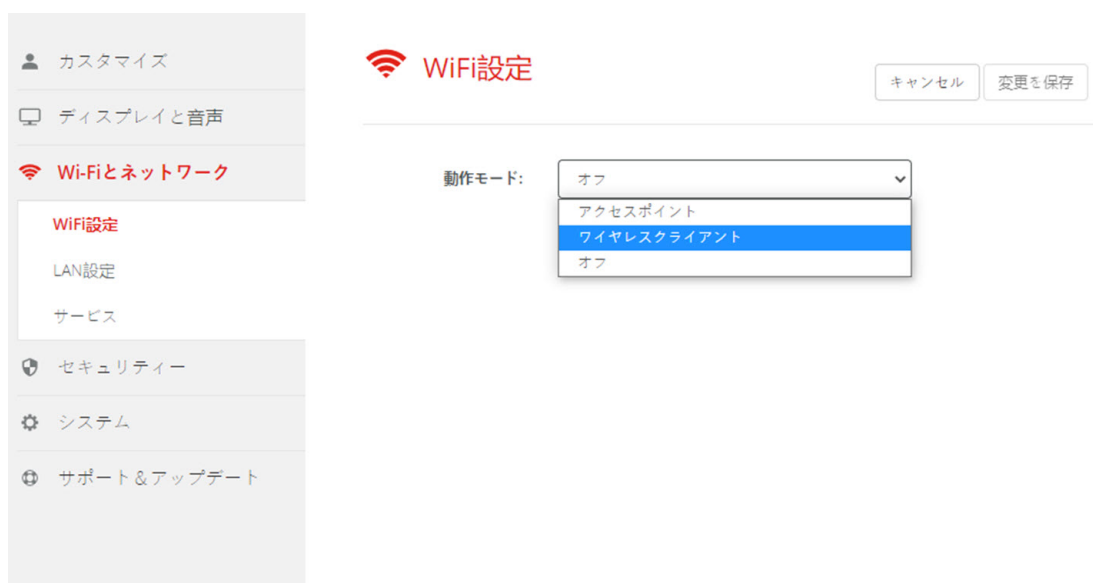 カスタマイズ
ディスプレイと音声
Wi-Fiとネットワーク
WiFi設定
LAN設定
サービス
セキュリティー
システム
サポート＆アップデート
WiFi設定
キャンセル
変更を保存
動作モード:
オフ
アクセスポイント
ワイヤレスクライアント
オフ